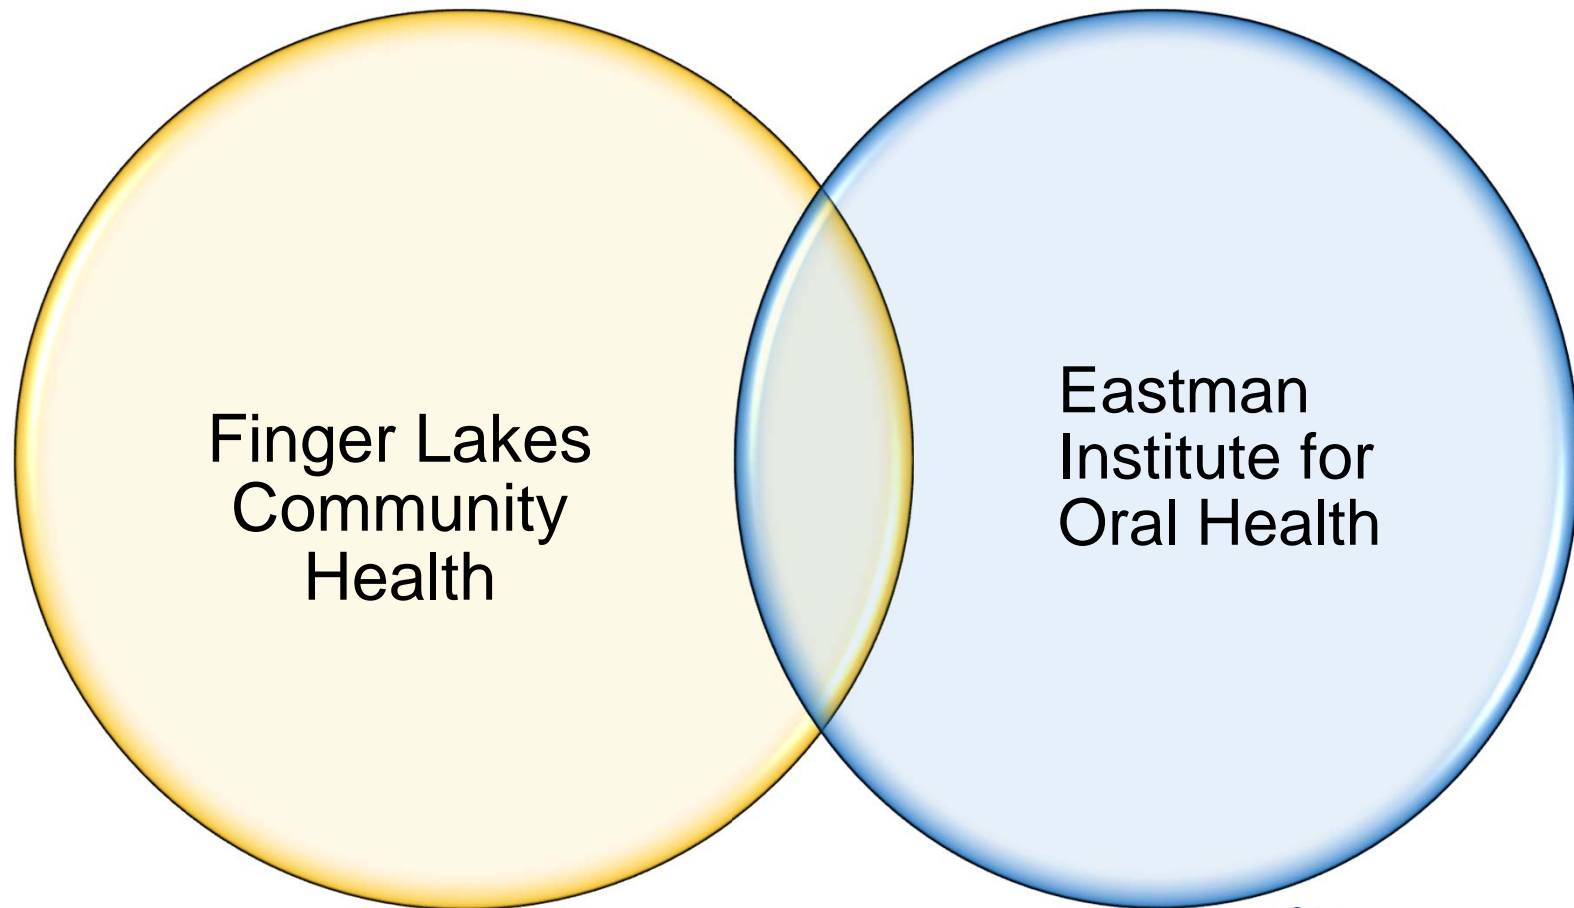 Finger Lakes
Community
Health
Eastman
Institute for
Oral Health